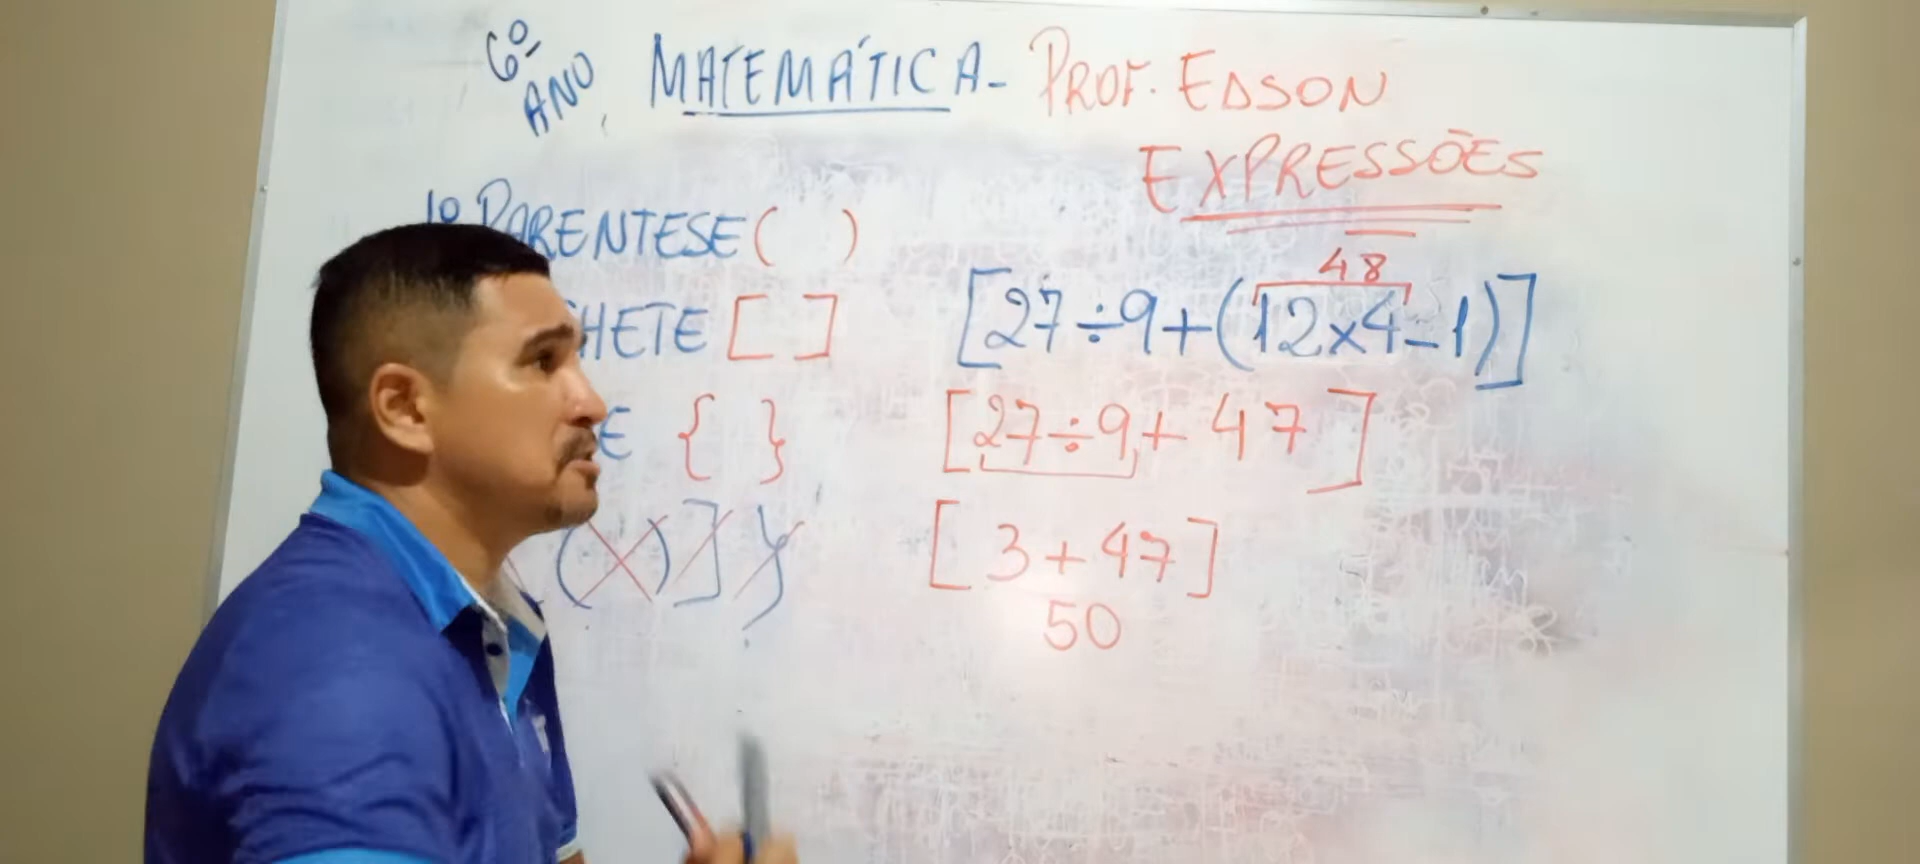 6º ANO MATEMÁTICA - PROF. EDSON
EXPRESSÕES
1º PARENTESE ( )
HETE [ ]
E { }
( X ) ] }
48
[27÷9+(12x4-1)]
[27÷9+47]
[3+47]
50